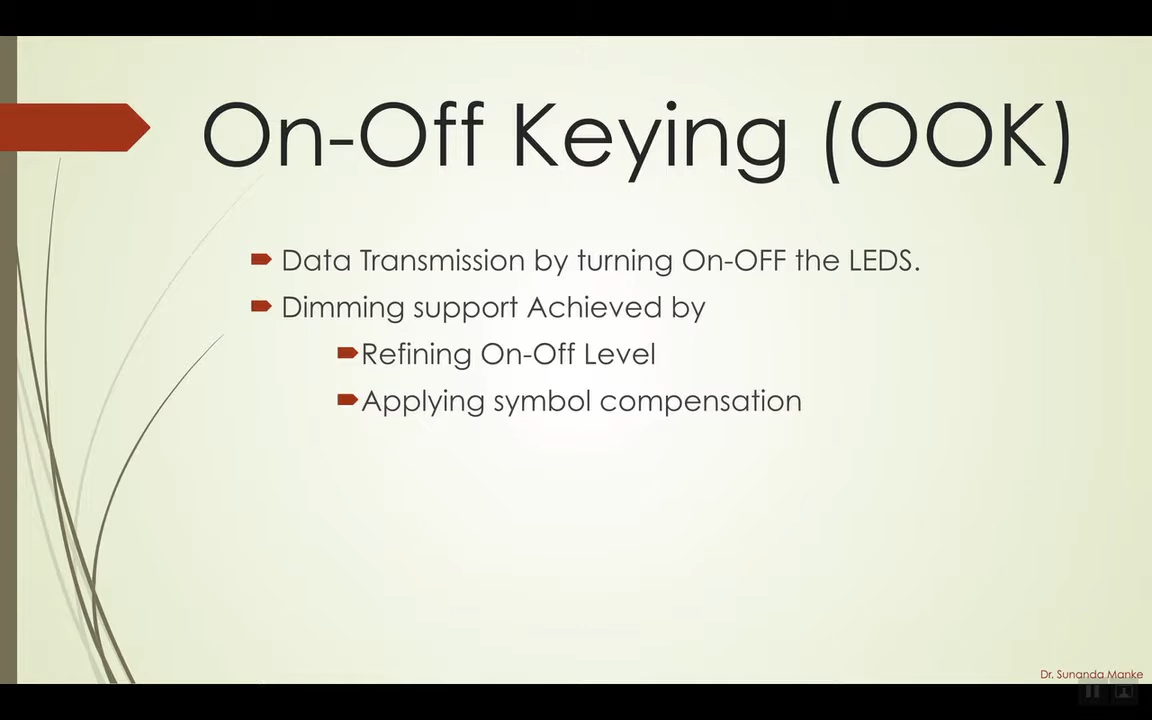 On-Off Keying (OOK)
Data Transmission by turning On-OFF the LEDS.
Dimming support Achieved by
Refining On-Off Level
Applying symbol compensation
Dr. Sunanda Manke